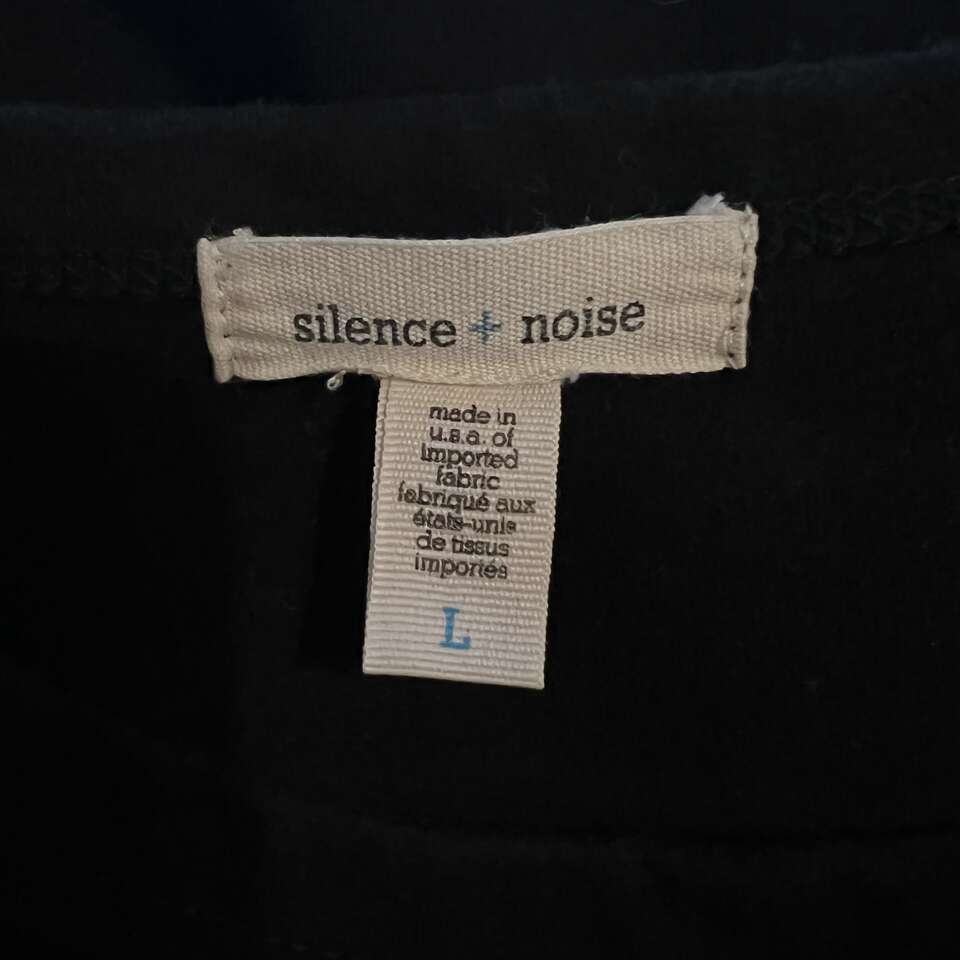 silence + noise
made in
u.s.a. of
imported
fabric
fabriqué aux
états-unis
de tissus
importés
L